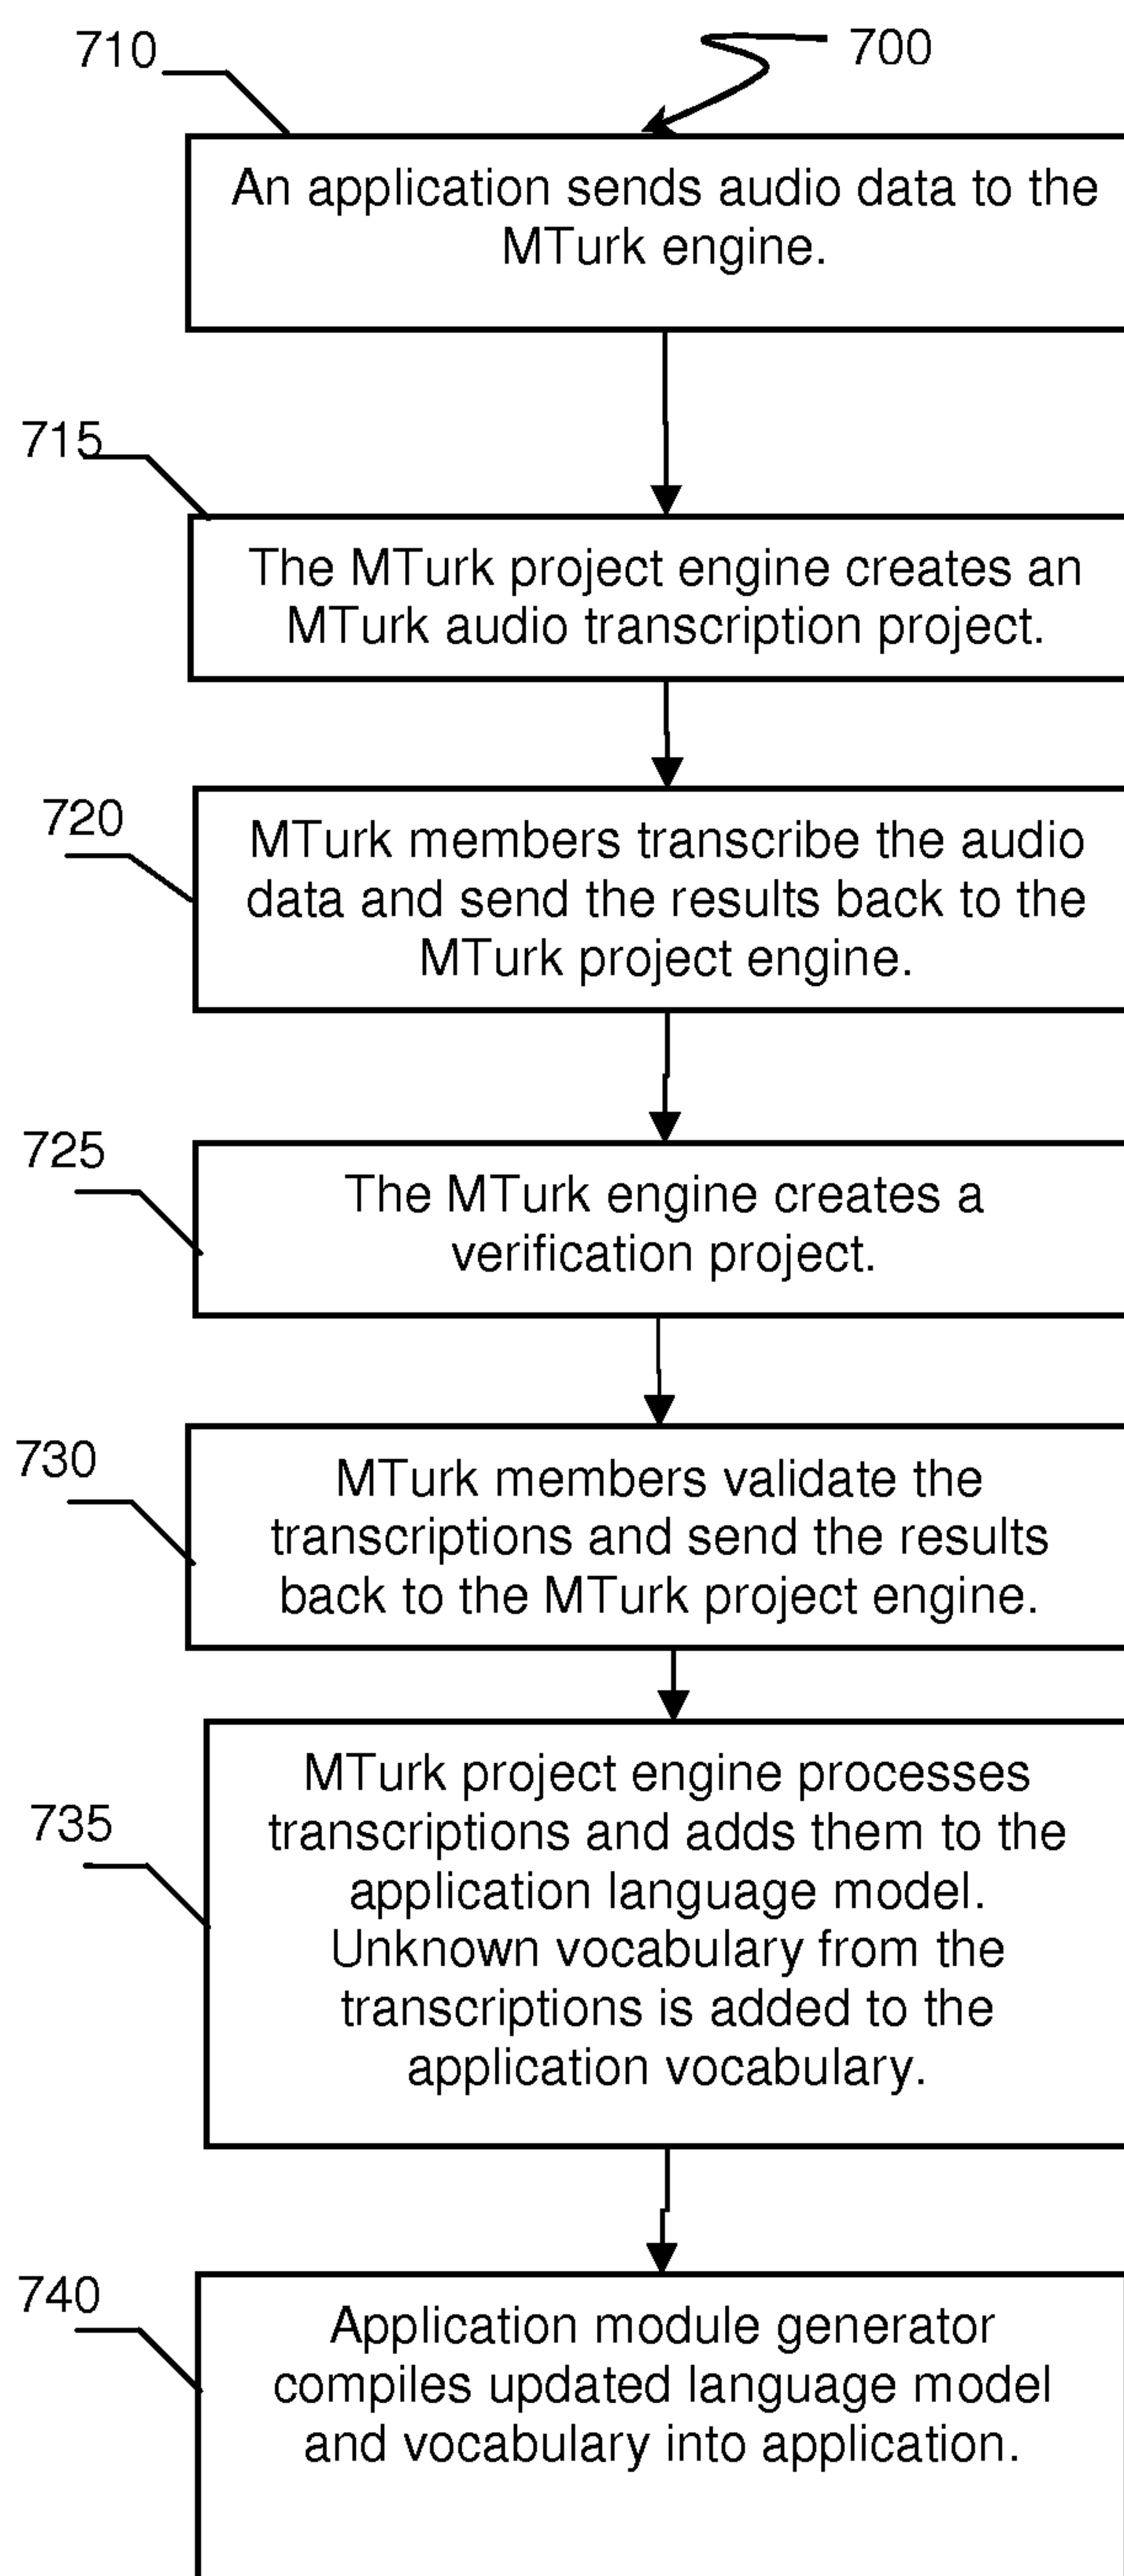 710
700
An application sends audio data to the
MTurk engine.
715
The MTurk project engine creates an
MTurk audio transcription project.
720
MTurk members transcribe the audio
data and send the results back to the
MTurk project engine.
725
The MTurk engine creates a
verification project.
730
MTurk members validate the
transcriptions and send the results
back to the MTurk project engine.
735
MTurk project engine processes
transcriptions and adds them to the
application language model.
Unknown vocabulary from the
transcriptions is added to the
application vocabulary.
740
Application module generator
compiles updated language model
and vocabulary into application.